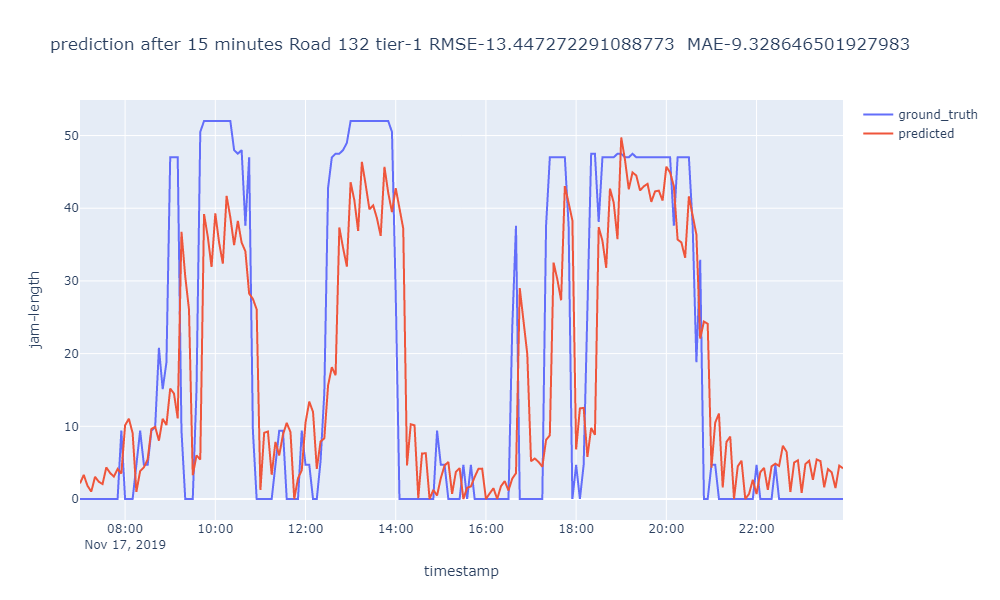 prediction after 15 minutes Road 132 tier-1 RMSE-13.447272291088773  MAE-9.328646501927983
ground_truth
predicted
50
40
30
20
10
0
jam-length
08:00 10:00 12:00 14:00 16:00 18:00 20:00 22:00
Nov 17, 2019
timestamp